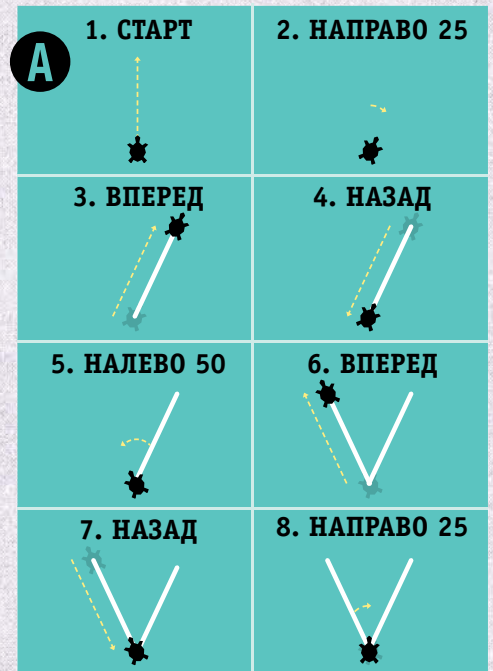 А
1. СТАРТ
2. НАПРАВО 25
3. ВПЕРЕД
4. НАЗАД
5. НАЛЕВО 50
6. ВПЕРЕД
7. НАЗАД
8. НАПРАВО 25